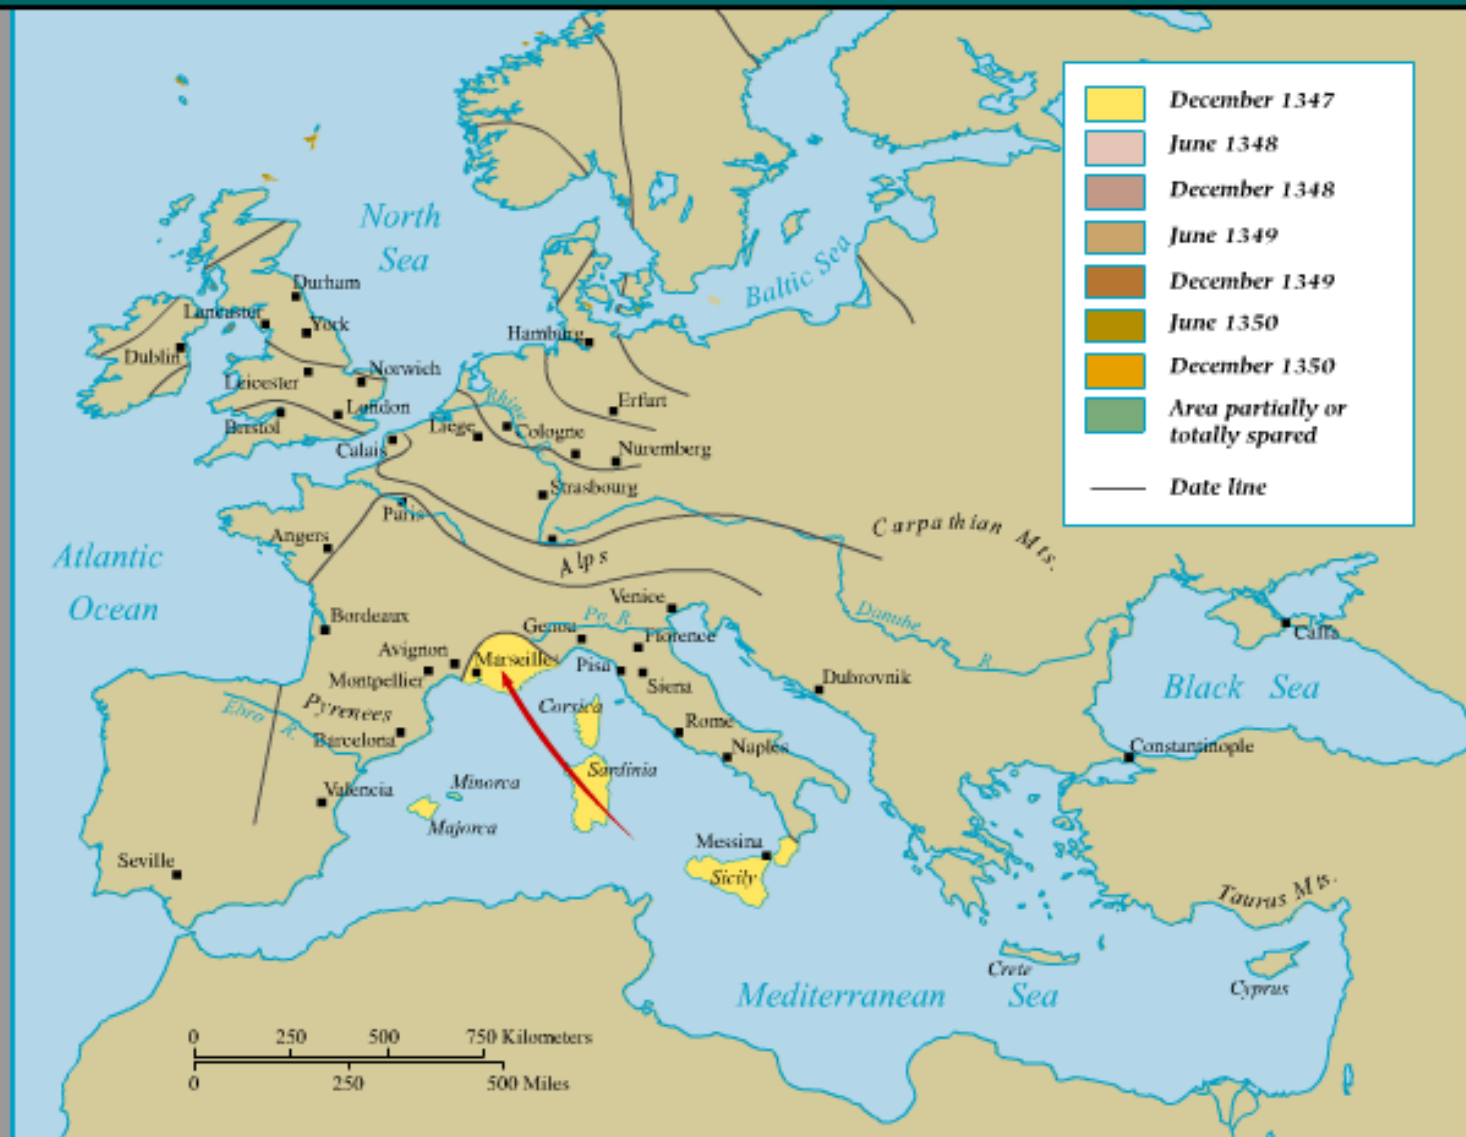 December 1347
June 1348
December 1348
June 1349
December 1349
June 1350
December 1350
Area partially or
totally spared
Date line
North
Sea
Baltic Sea
Durham
Lancaster
York
Dublin
Leicester
Norwich
London
Bristol
Calais
Hamburg
Rhine
Erfurt
Liege
Cologne
Nuremberg
Strasbourg
Paris
Angers
Alps
Carpathian Mts.
Atlantic
Ocean
Bordeaux
Venice
Po R.
Genoa
Florence
Danube
R
Caffa
Avignon
Marseilles
Pisa
Montpellier
Siena
Dubrovnik
Black Sea
Pyrenees
Ebro R.
Corsica
Rome
Barcelona
Naples
Constantinople
Sardinia
Minorca
Valencia
Majorca
Messina
Seville
Sicily
Taurus Mts.
Crete
Cyprus
Mediterranean Sea
0 250 500 750 Kilometers
0 250 500 Miles